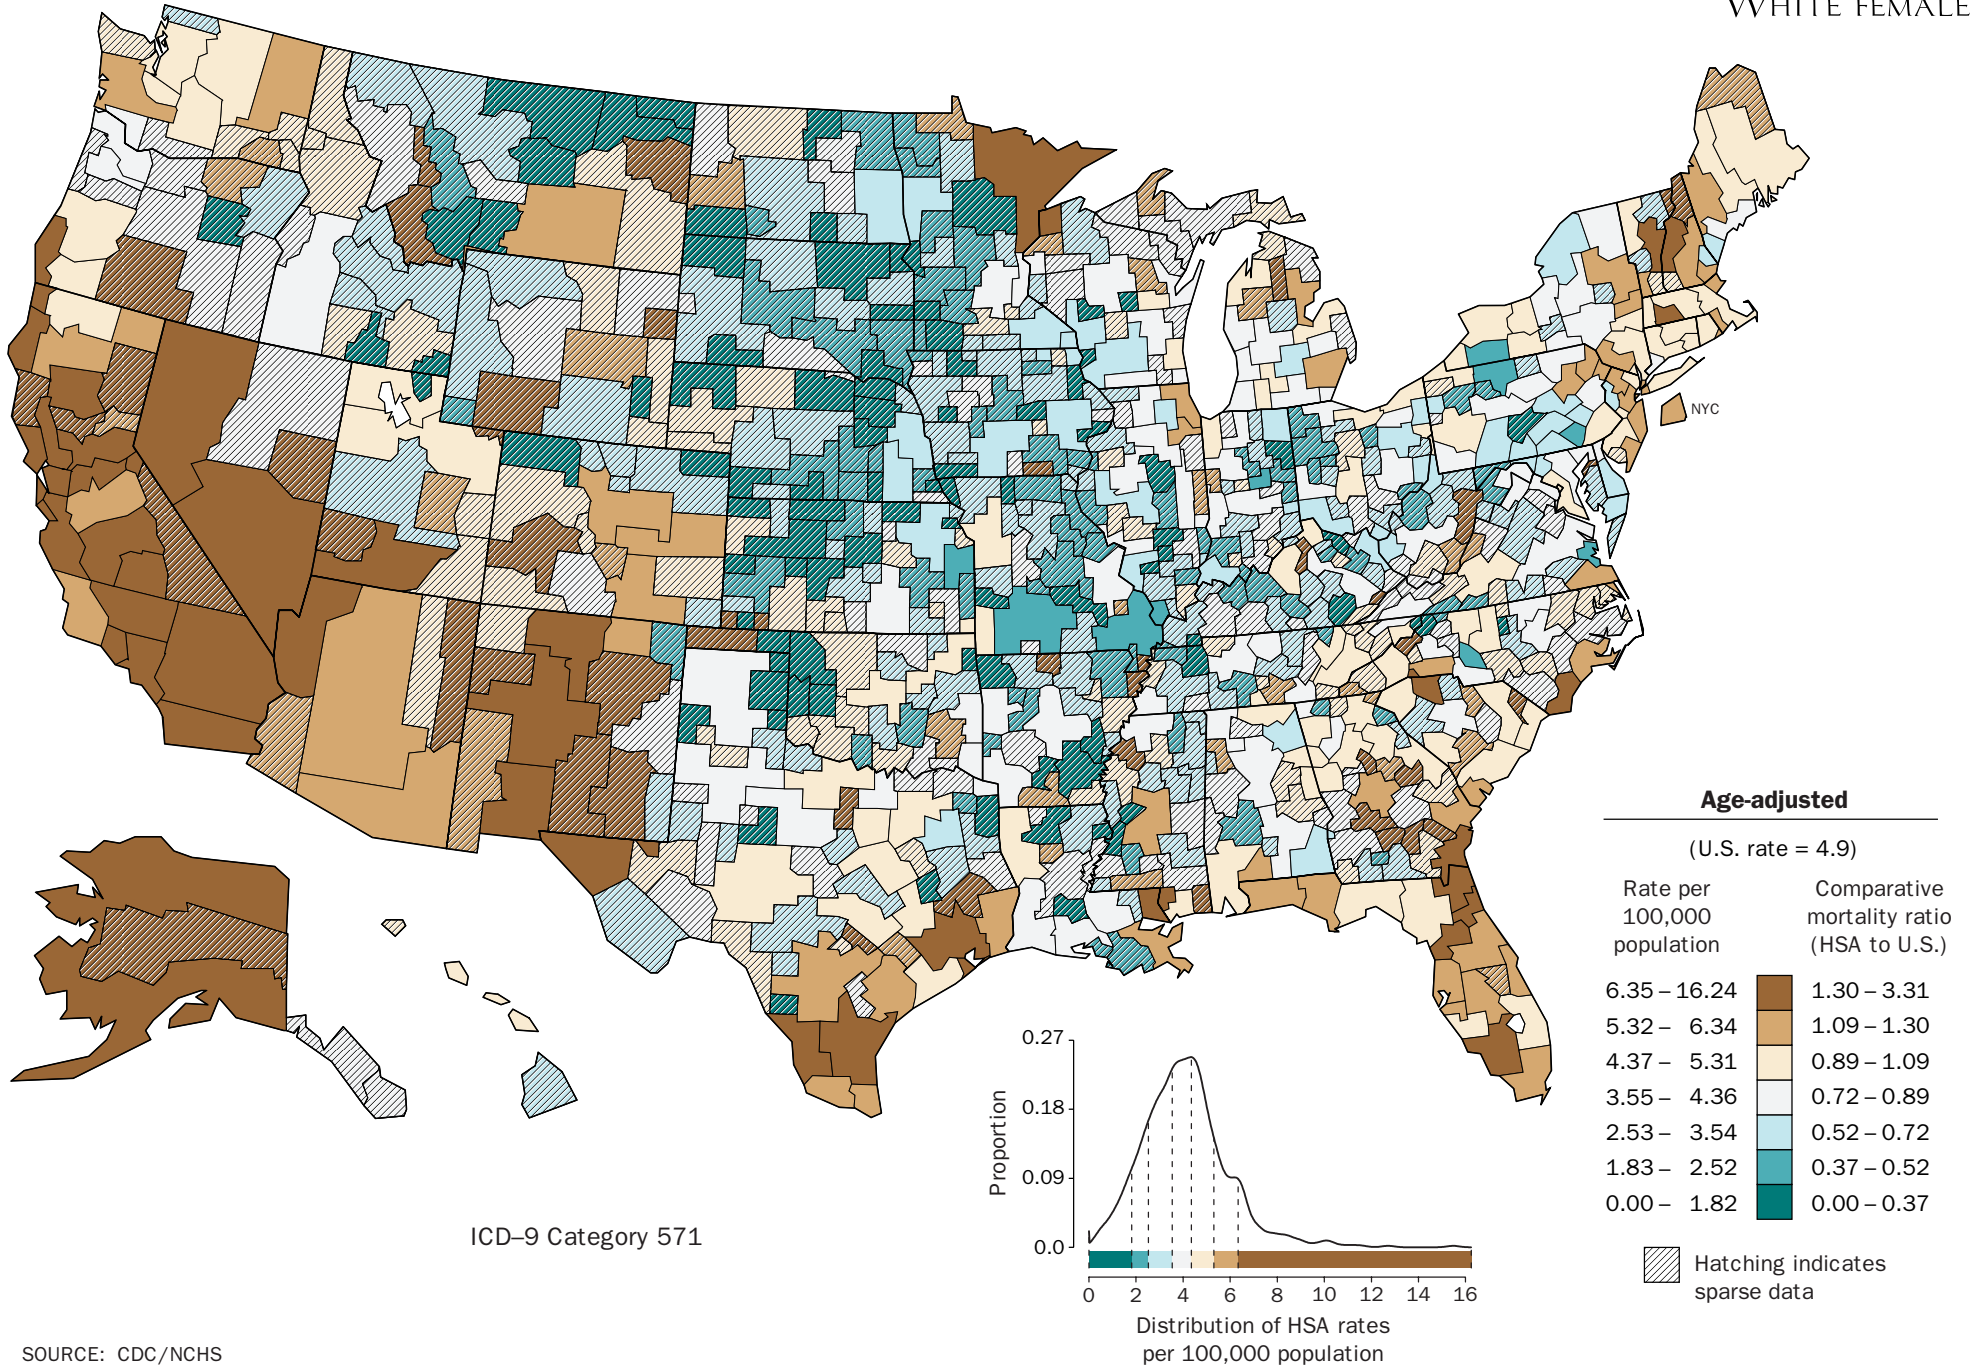 WHITE FEMALE
NYC
Age-adjusted
(U.S. rate = 4.9)
Rate per
100,000
population
Comparative
mortality ratio
(HSA to U.S.)
6.35 – 16.24 1.30 – 3.31
5.32 – 6.34 1.09 – 1.30
4.37 – 5.31 0.89 – 1.09
3.55 – 4.36 0.72 – 0.89
2.53 – 3.54 0.52 – 0.72
1.83 – 2.52 0.37 – 0.52
0.00 – 1.82 0.00 – 0.37
Hatching indicates
sparse data
Proportion
0.27
0.18
0.09
0.0
0 2 4 6 8 10 12 14 16
Distribution of HSA rates
per 100,000 population
ICD–9 Category 571
SOURCE: CDC/NCHS